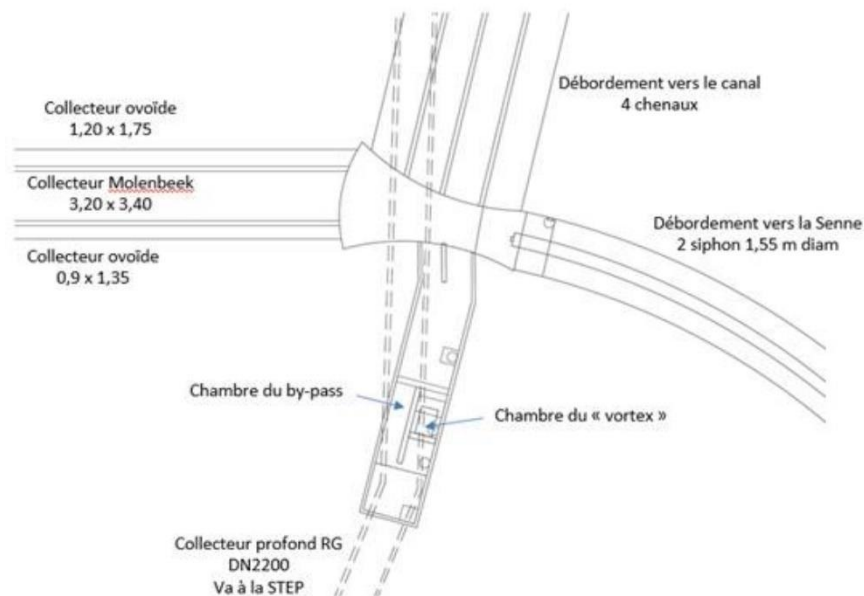 Collecteur ovoïde
1,20 x 1,75
Collecteur Molenbeek
3,20 x 3,40
Collecteur ovoïde
0,9 x 1,35
Débordement vers le canal
4 chenaux
Débordement vers la Senne
2 siphon 1,55 m diam
Chambre du by-pass
Chambre du « vortex »
Collecteur profond RG
DN2200
Va à la STEP